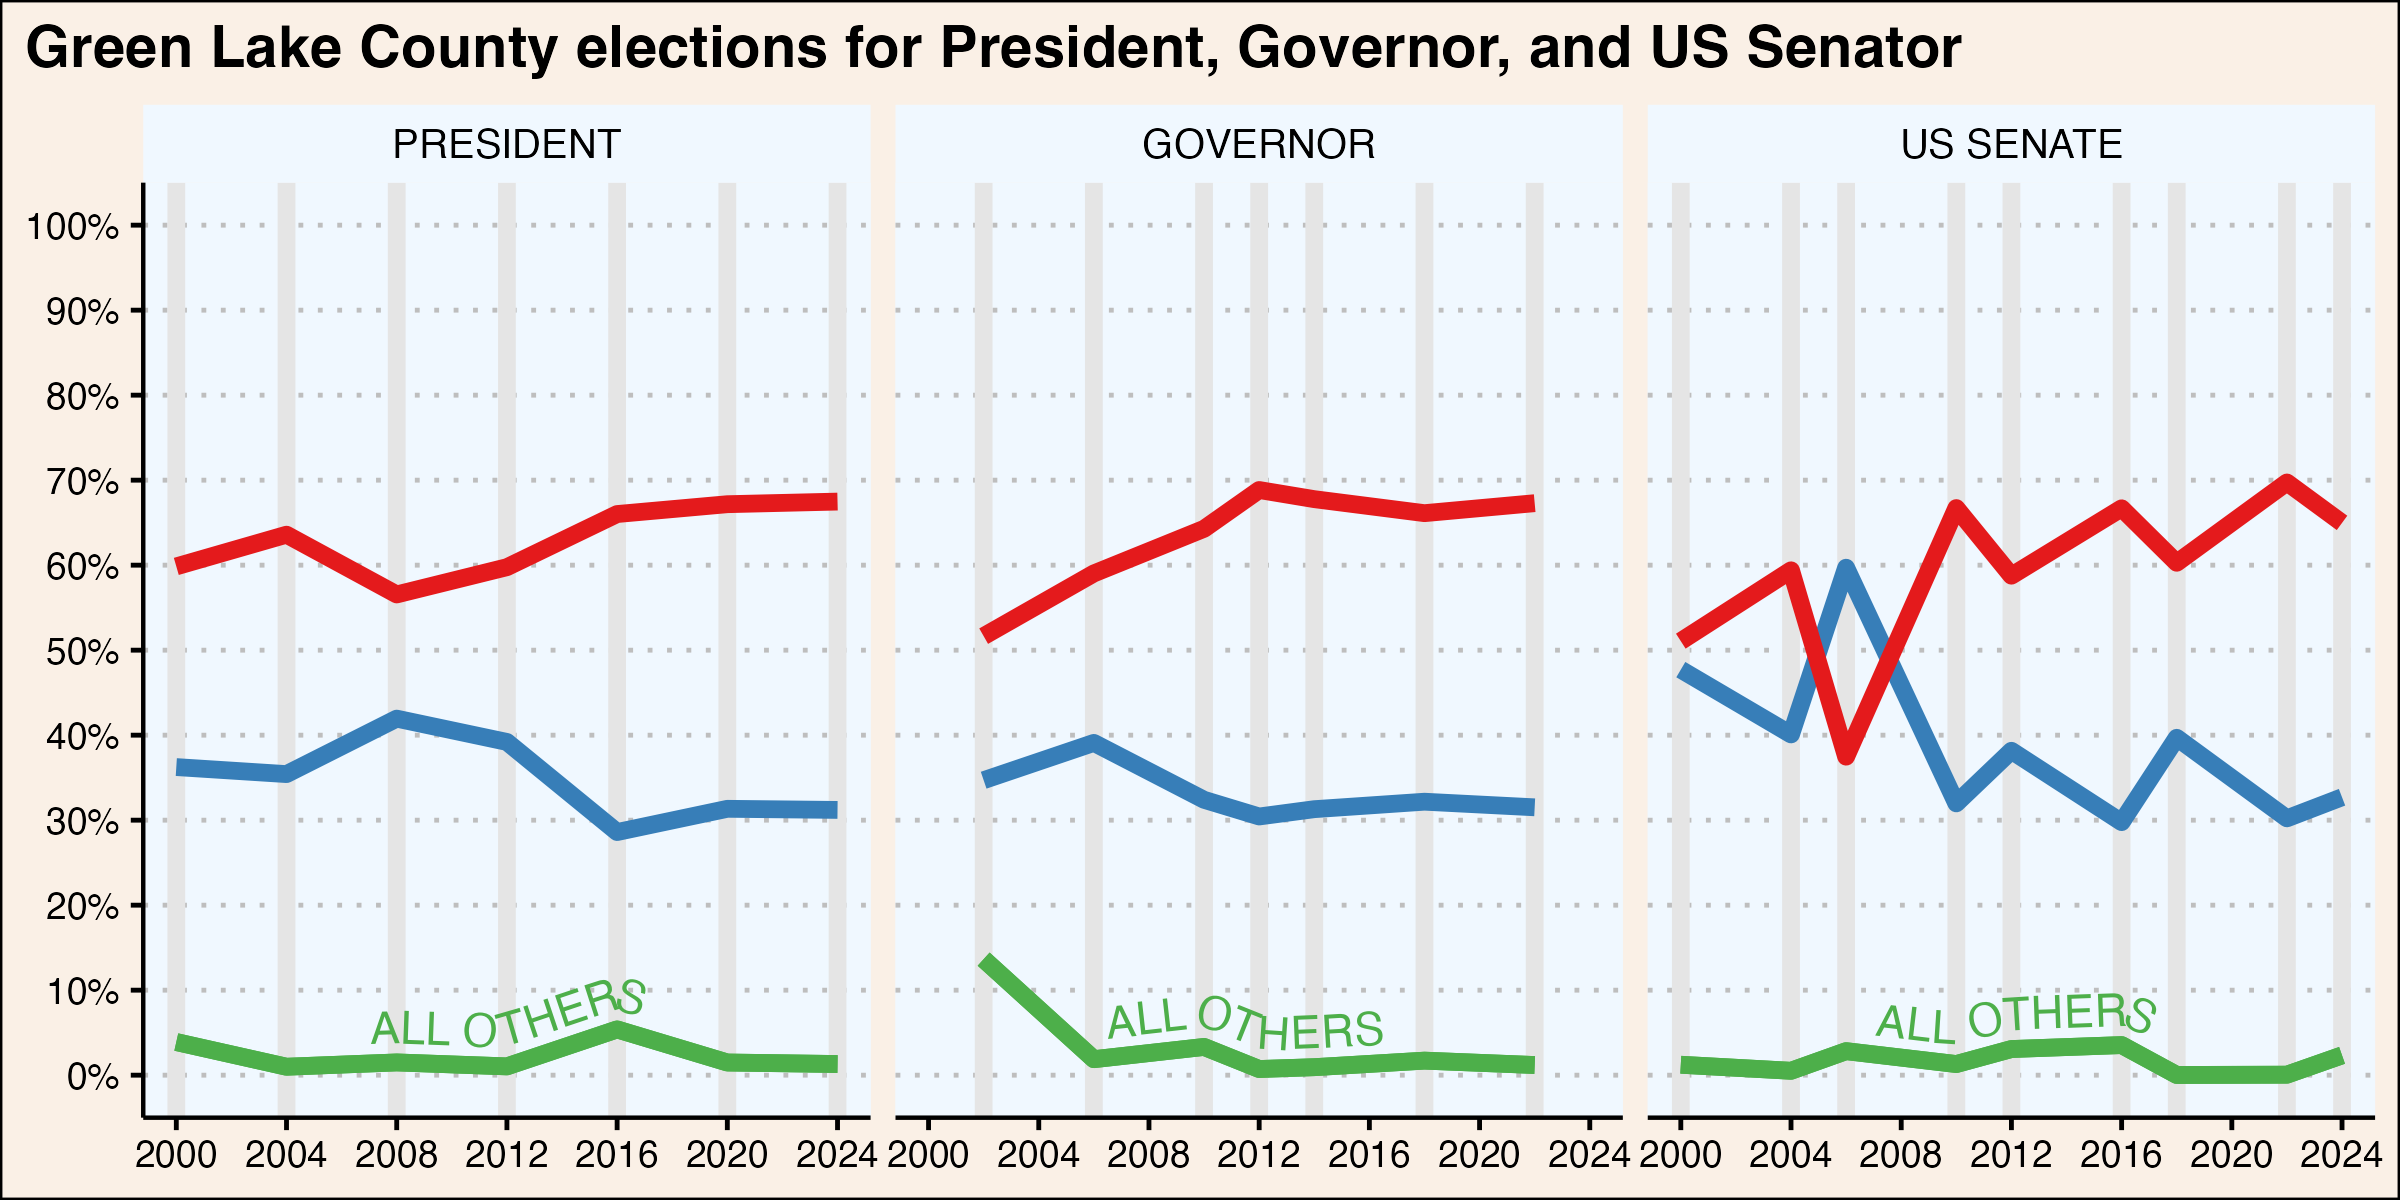 Green Lake County elections for President, Governor, and US Senator
PRESIDENT
GOVERNOR
US SENATE
100%
90%
80%
70%
60%
50%
40%
30%
20%
10%
0%
ALL OTHERS
ALL OTHERS
ALL OTHERS
2000 2004 2008 2012 2016 2020 2024
2000 2004 2008 2012 2016 2020 2024
2000 2004 2008 2012 2016 2020 2024